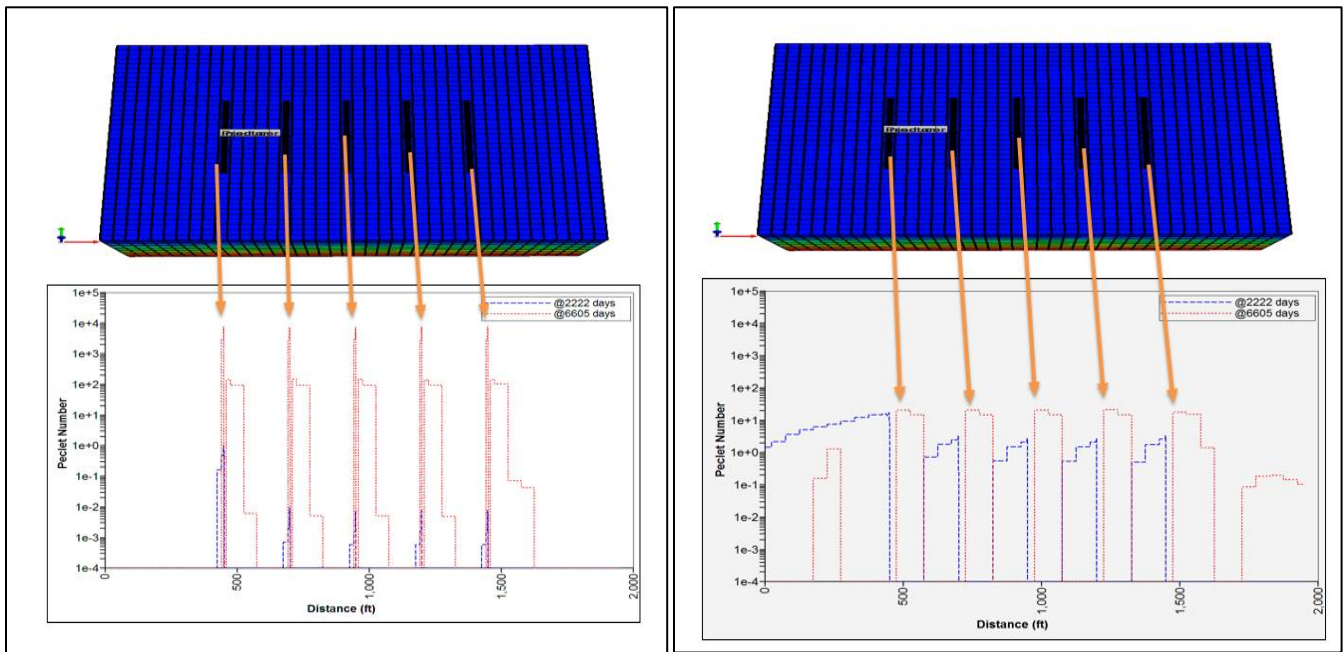 @2222 days
@6605 days
1e+5
1e+4
1e+3
1e+2
1e+1
1e+0
1e-1
1e-2
1e-3
1e-4
Peclet Number
0
500
1,000
1,500
2,000
Distance (ft)
@2222 days
@6605 days
1e+5
1e+4
1e+3
1e+2
1e+1
1e+0
1e-1
1e-2
1e-3
1e-4
Peclet Number
0
500
1,000
1,500
2,000
Distance (ft)